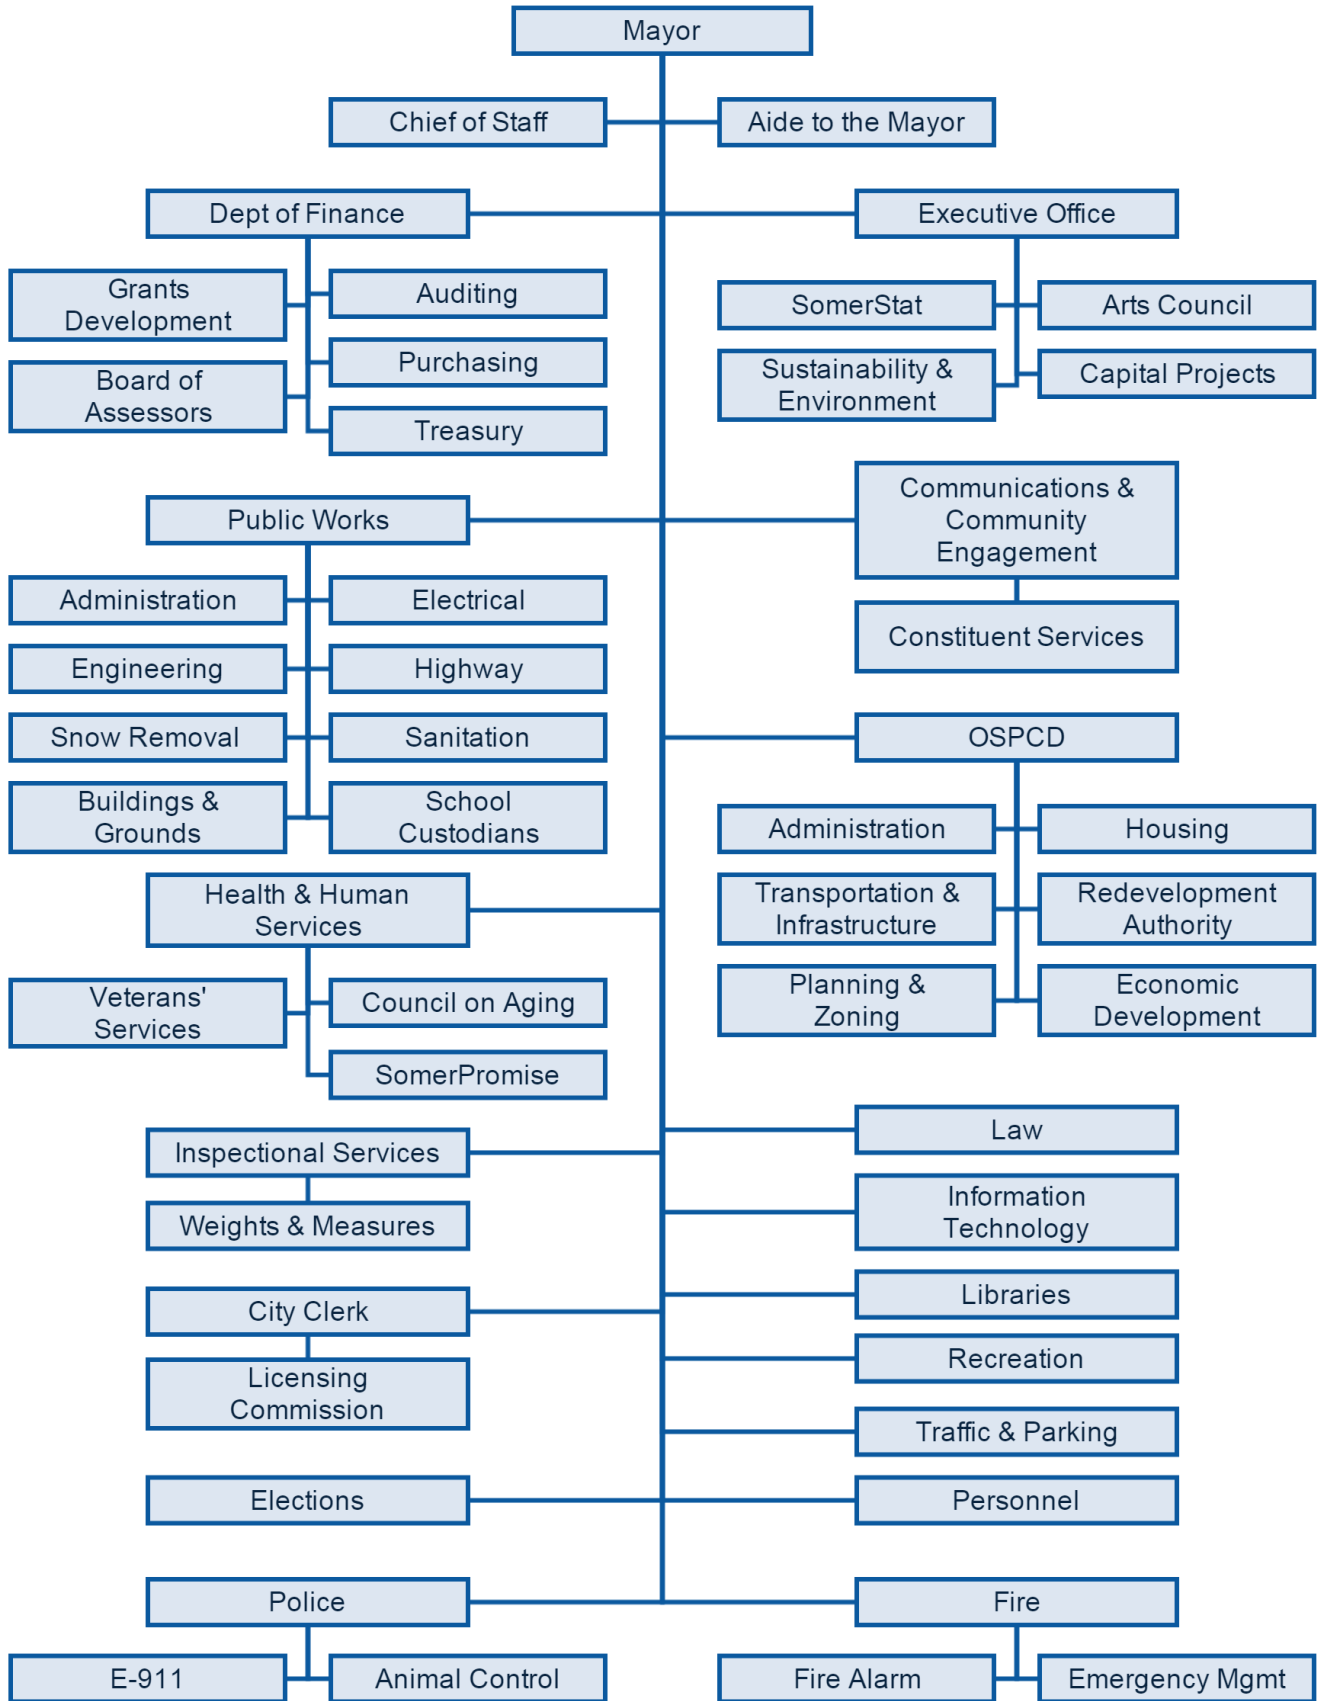 Mayor
Chief of Staff
Aide to the Mayor
Dept of Finance
Executive Office
Grants
Development
Auditing
Board of
Assessors
Purchasing
Treasury
SomerStat
Arts Council
Sustainability &
Environment
Capital Projects
Public Works
Communications &
Community
Engagement
Administration
Electrical
Engineering
Highway
Snow Removal
Sanitation
Buildings &
Grounds
School
Custodians
Constituent Services
OSPCD
Administration
Housing
Transportation &
Infrastructure
Redevelopment
Authority
Planning &
Zoning
Economic
Development
Health & Human
Services
Veterans'
Services
Council on Aging
SomerPromise
Inspectional Services
Weights & Measures
Law
Information
Technology
City Clerk
Licensing
Commission
Libraries
Recreation
Traffic & Parking
Elections
Personnel
Police
Fire
E-911
Animal Control
Fire Alarm
Emergency Mgmt